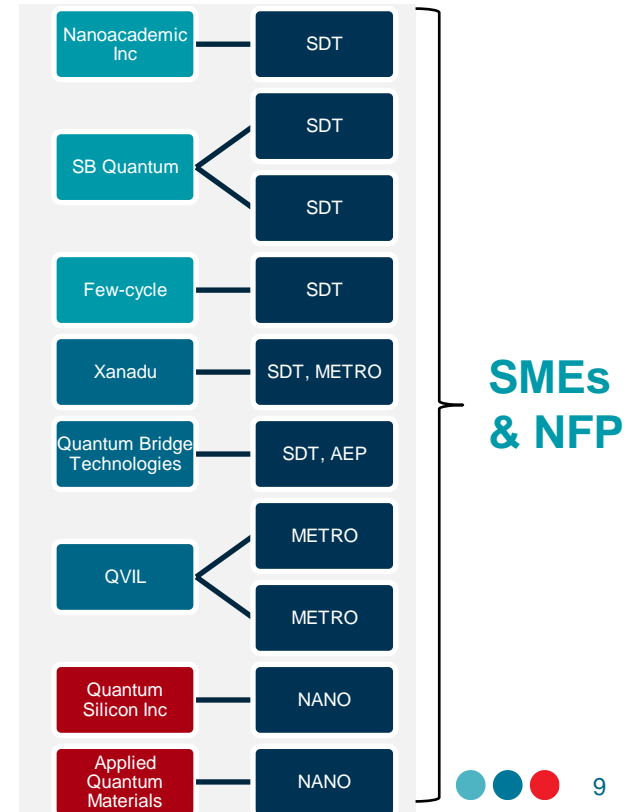 Nanoacademic
Inc
SDT
SB Quantum
SDT
SDT
Few-cycle
SDT
Xanadu
SDT, METRO
Quantum Bridge
Technologies
SDT, AEP
QVIL
METRO
METRO
Quantum
Silicon Inc
NANO
Applied
Quantum
Materials
NANO
SMEs
& NFP
9